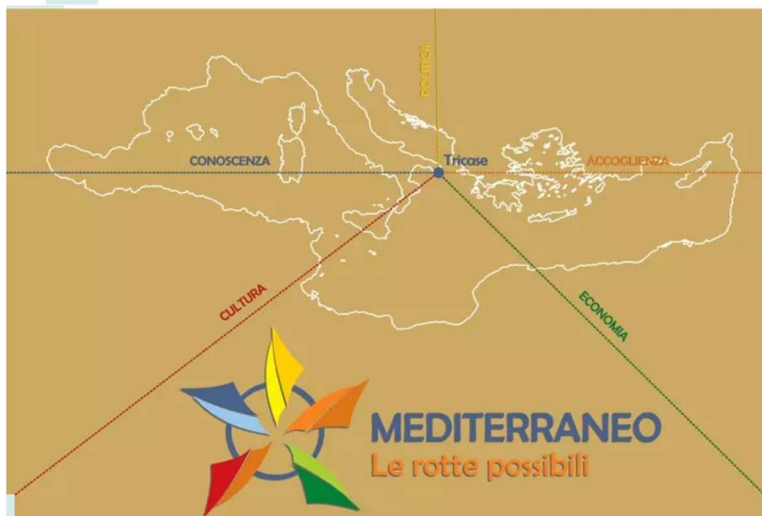 POLITICA
CONOSCENZA
Tricase
ACCOGLIENZA
CULTURA
ECONOMIA
MEDITERRANEO
Le rotte possibili